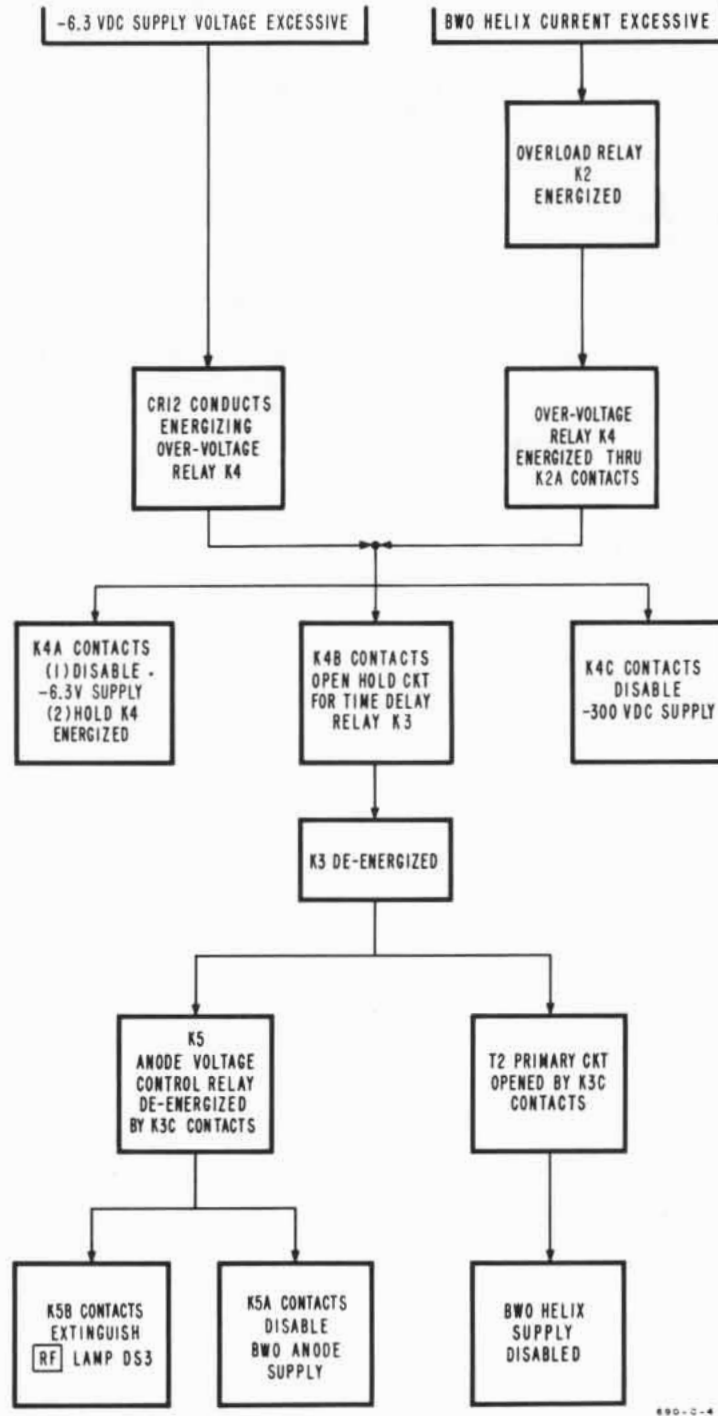 -6.3 VDC SUPPLY VOLTAGE EXCESSIVE
BWO HELIX CURRENT EXCESSIVE
OVERLOAD RELAY
K2
ENERGIZED
CR12 CONDUCTS
ENERGIZING
OVER-VOLTAGE
RELAY K4
OVER-VOLTAGE
RELAY K4
ENERGIZED THRU
K2A CONTACTS
K4A CONTACTS
(1) DISABLE -
-6.3V SUPPLY
(2) HOLD K4
ENERGIZED
K4B CONTACTS
OPEN HOLD CKT
FOR TIME DELAY
RELAY K3
K4C CONTACTS
DISABLE
-300 VDC SUPPLY
K3 DE-ENERGIZED
K5
ANODE VOLTAGE
CONTROL RELAY
DE-ENERGIZED
BY K3C CONTACTS
T2 PRIMARY CKT
OPENED BY K3C
CONTACTS
K5B CONTACTS
EXTINGUISH
RF LAMP DS3
K5A CONTACTS
DISABLE
BWO ANODE
SUPPLY
BWO HELIX
SUPPLY
DISABLED